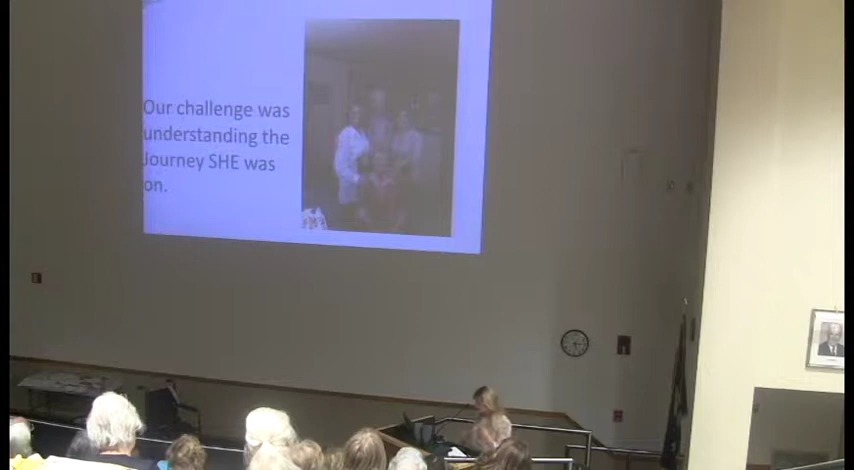 Our challenge was
understanding the
Journey SHE was
on.